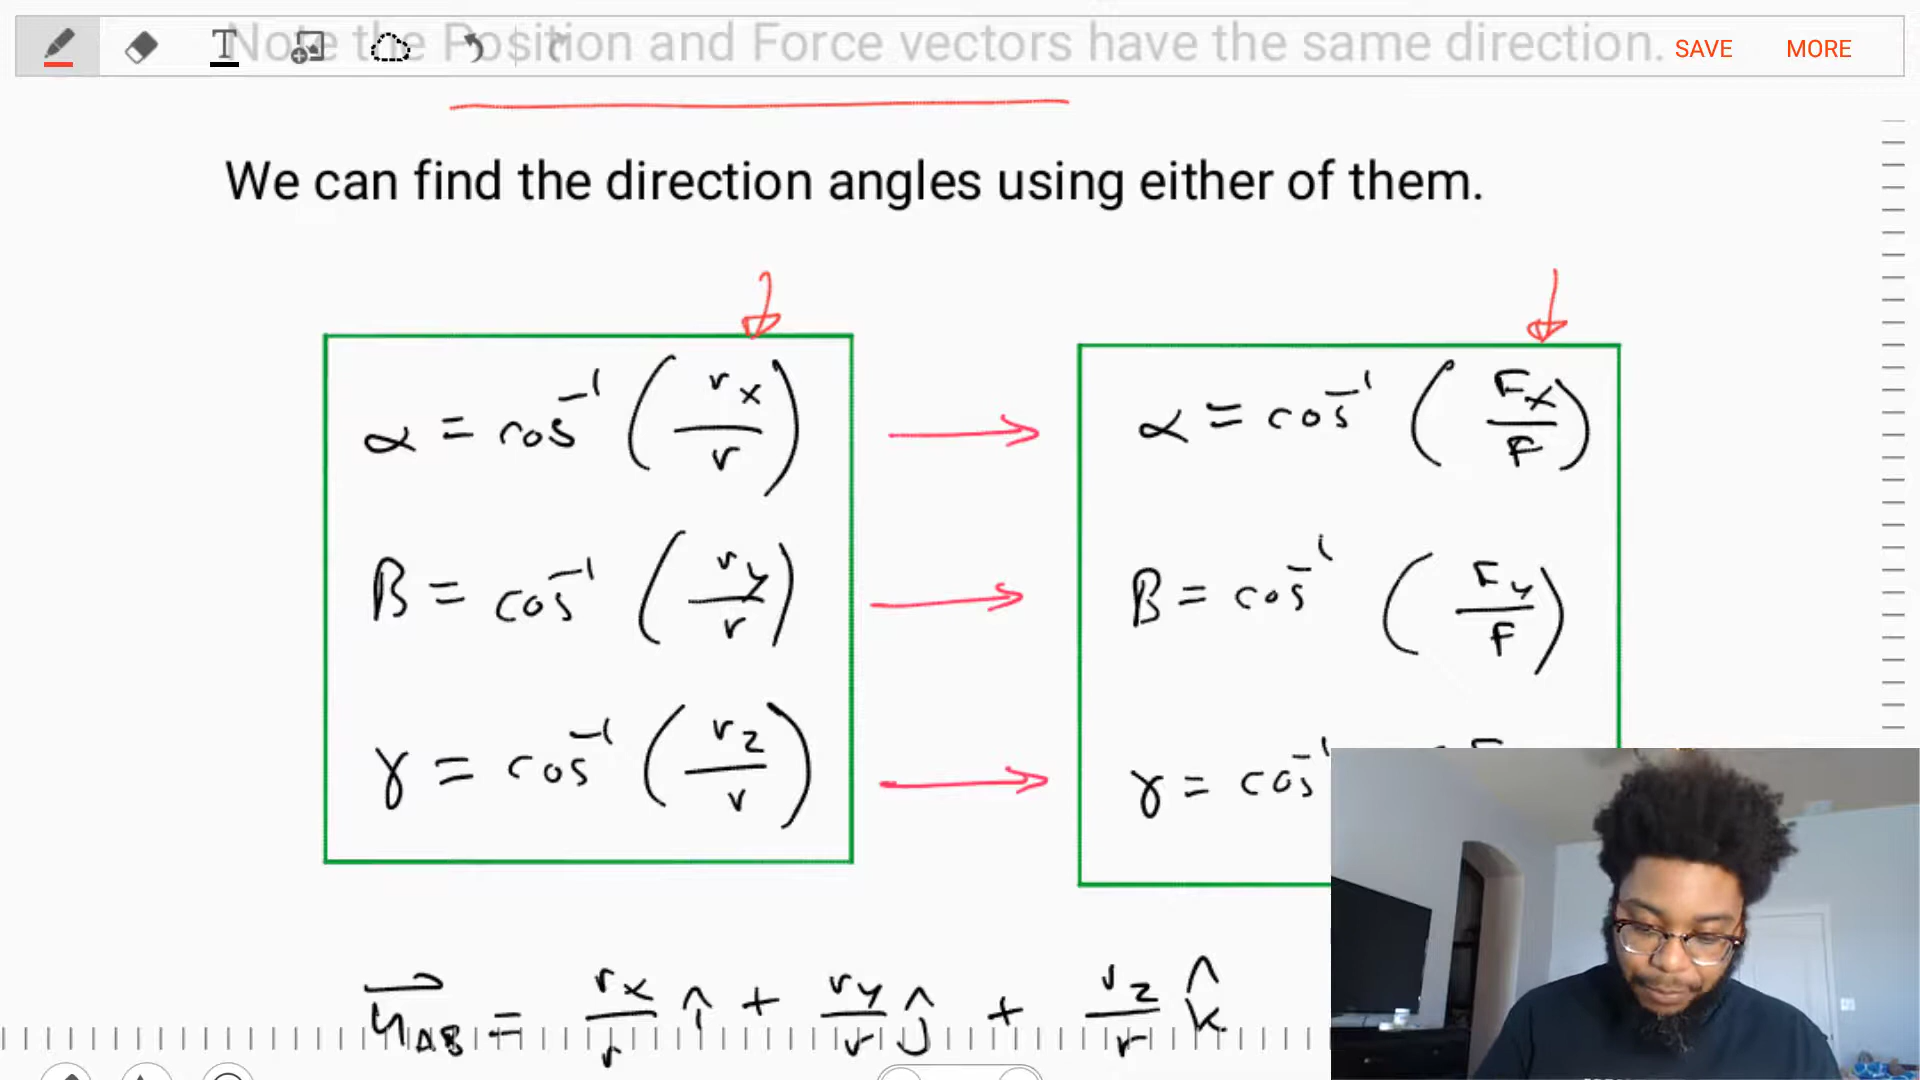 Note the Position and Force vectors have the same direction.
T
SAVE MORE
We can find the direction angles using either of them.
α = cos⁻¹ (rx/r)
α = cos⁻¹ (Fx/F)
β = cos⁻¹ (ry/r)
β = cos⁻¹ (Fy/F)
γ = cos⁻¹ (rz/r)
γ = cos⁻¹
u⃗AB = rx/r î + ry/r ĵ + rz/r k̂